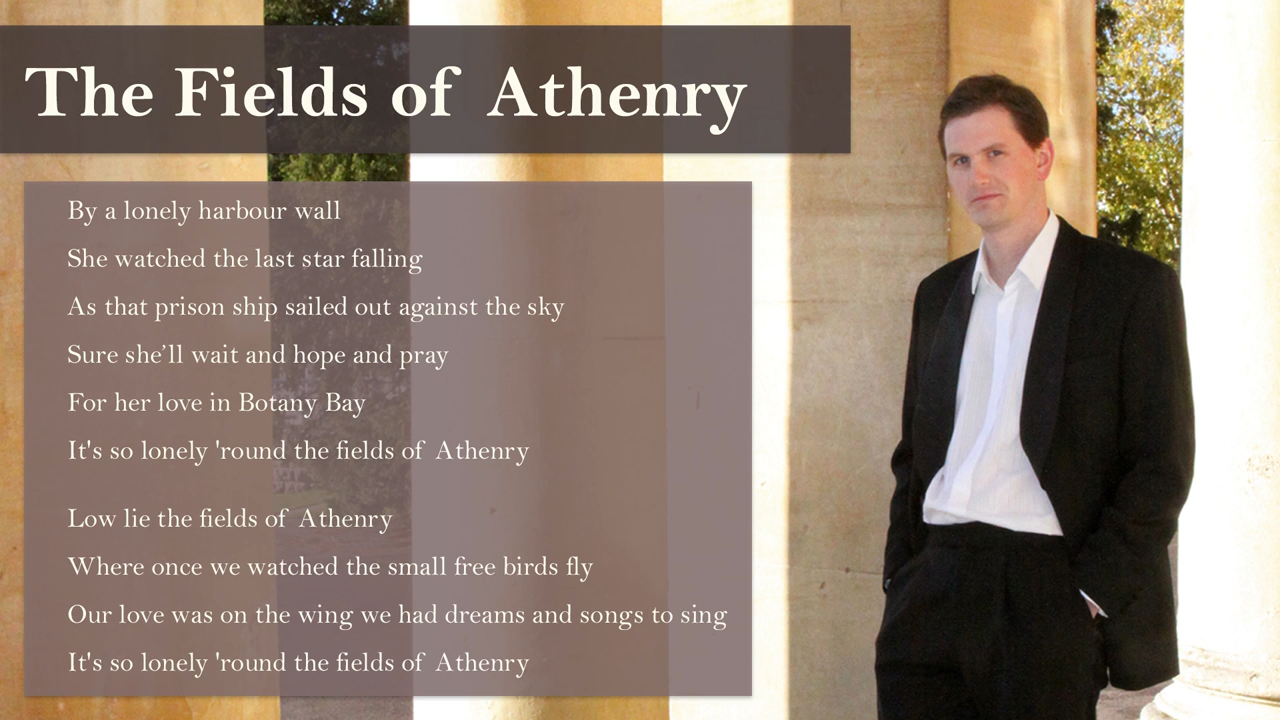 The Fields of Athenry
By a lonely harbour wall
She watched the last star falling
As that prison ship sailed out against the sky
Sure she’ll wait and hope and pray
For her love in Botany Bay
It's so lonely 'round the fields of Athenry
Low lie the fields of Athenry
Where once we watched the small free birds fly
Our love was on the wing we had dreams and songs to sing
It's so lonely 'round the fields of Athenry